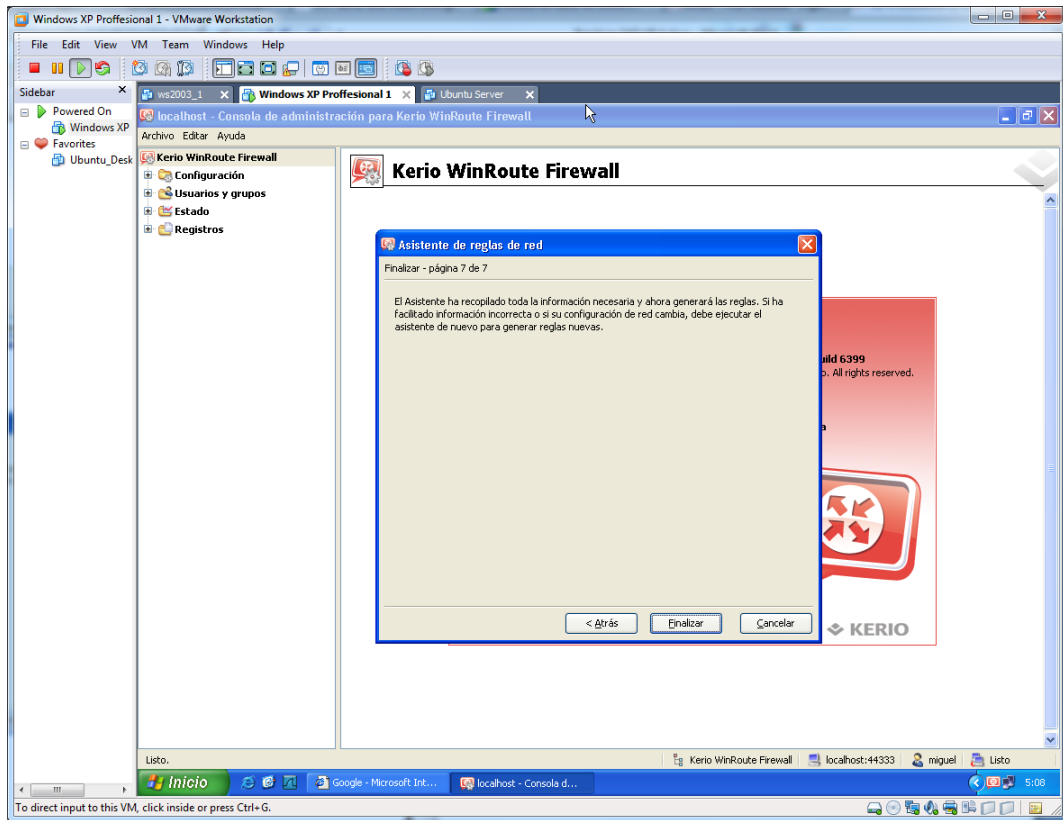 Windows XP Proffesional 1 - VMware Workstation
File Edit View VM Team Windows Help
Sidebar
ws2003_1
Windows XP Proffesional 1
Ubuntu Server
Powered On
Windows XP
Favorites
Ubuntu_Desk
localhost - Consola de administración para Kerio WinRoute Firewall
Archivo Editar Ayuda
Kerio WinRoute Firewall
Configuración
Usuarios y grupos
Estado
Registros
Kerio WinRoute Firewall
Asistente de reglas de red
Finalizar - página 7 de 7
El Asistente ha recopilado toda la información necesaria y ahora generará las reglas. Si ha
facilitado información incorrecta o si su configuración de red cambia, debe ejecutar el
asistente de nuevo para generar reglas nuevas.
6399
. All rights reserved.
a
< Atrás
Finalizar
Cancelar
KERIO
Listo.
Kerio WinRoute Firewall
localhost:44333
miguel
Listo
Inicio
Google - Microsoft Int...
localhost - Consola d...
5:08
To direct input to this VM, click inside or press Ctrl+G.